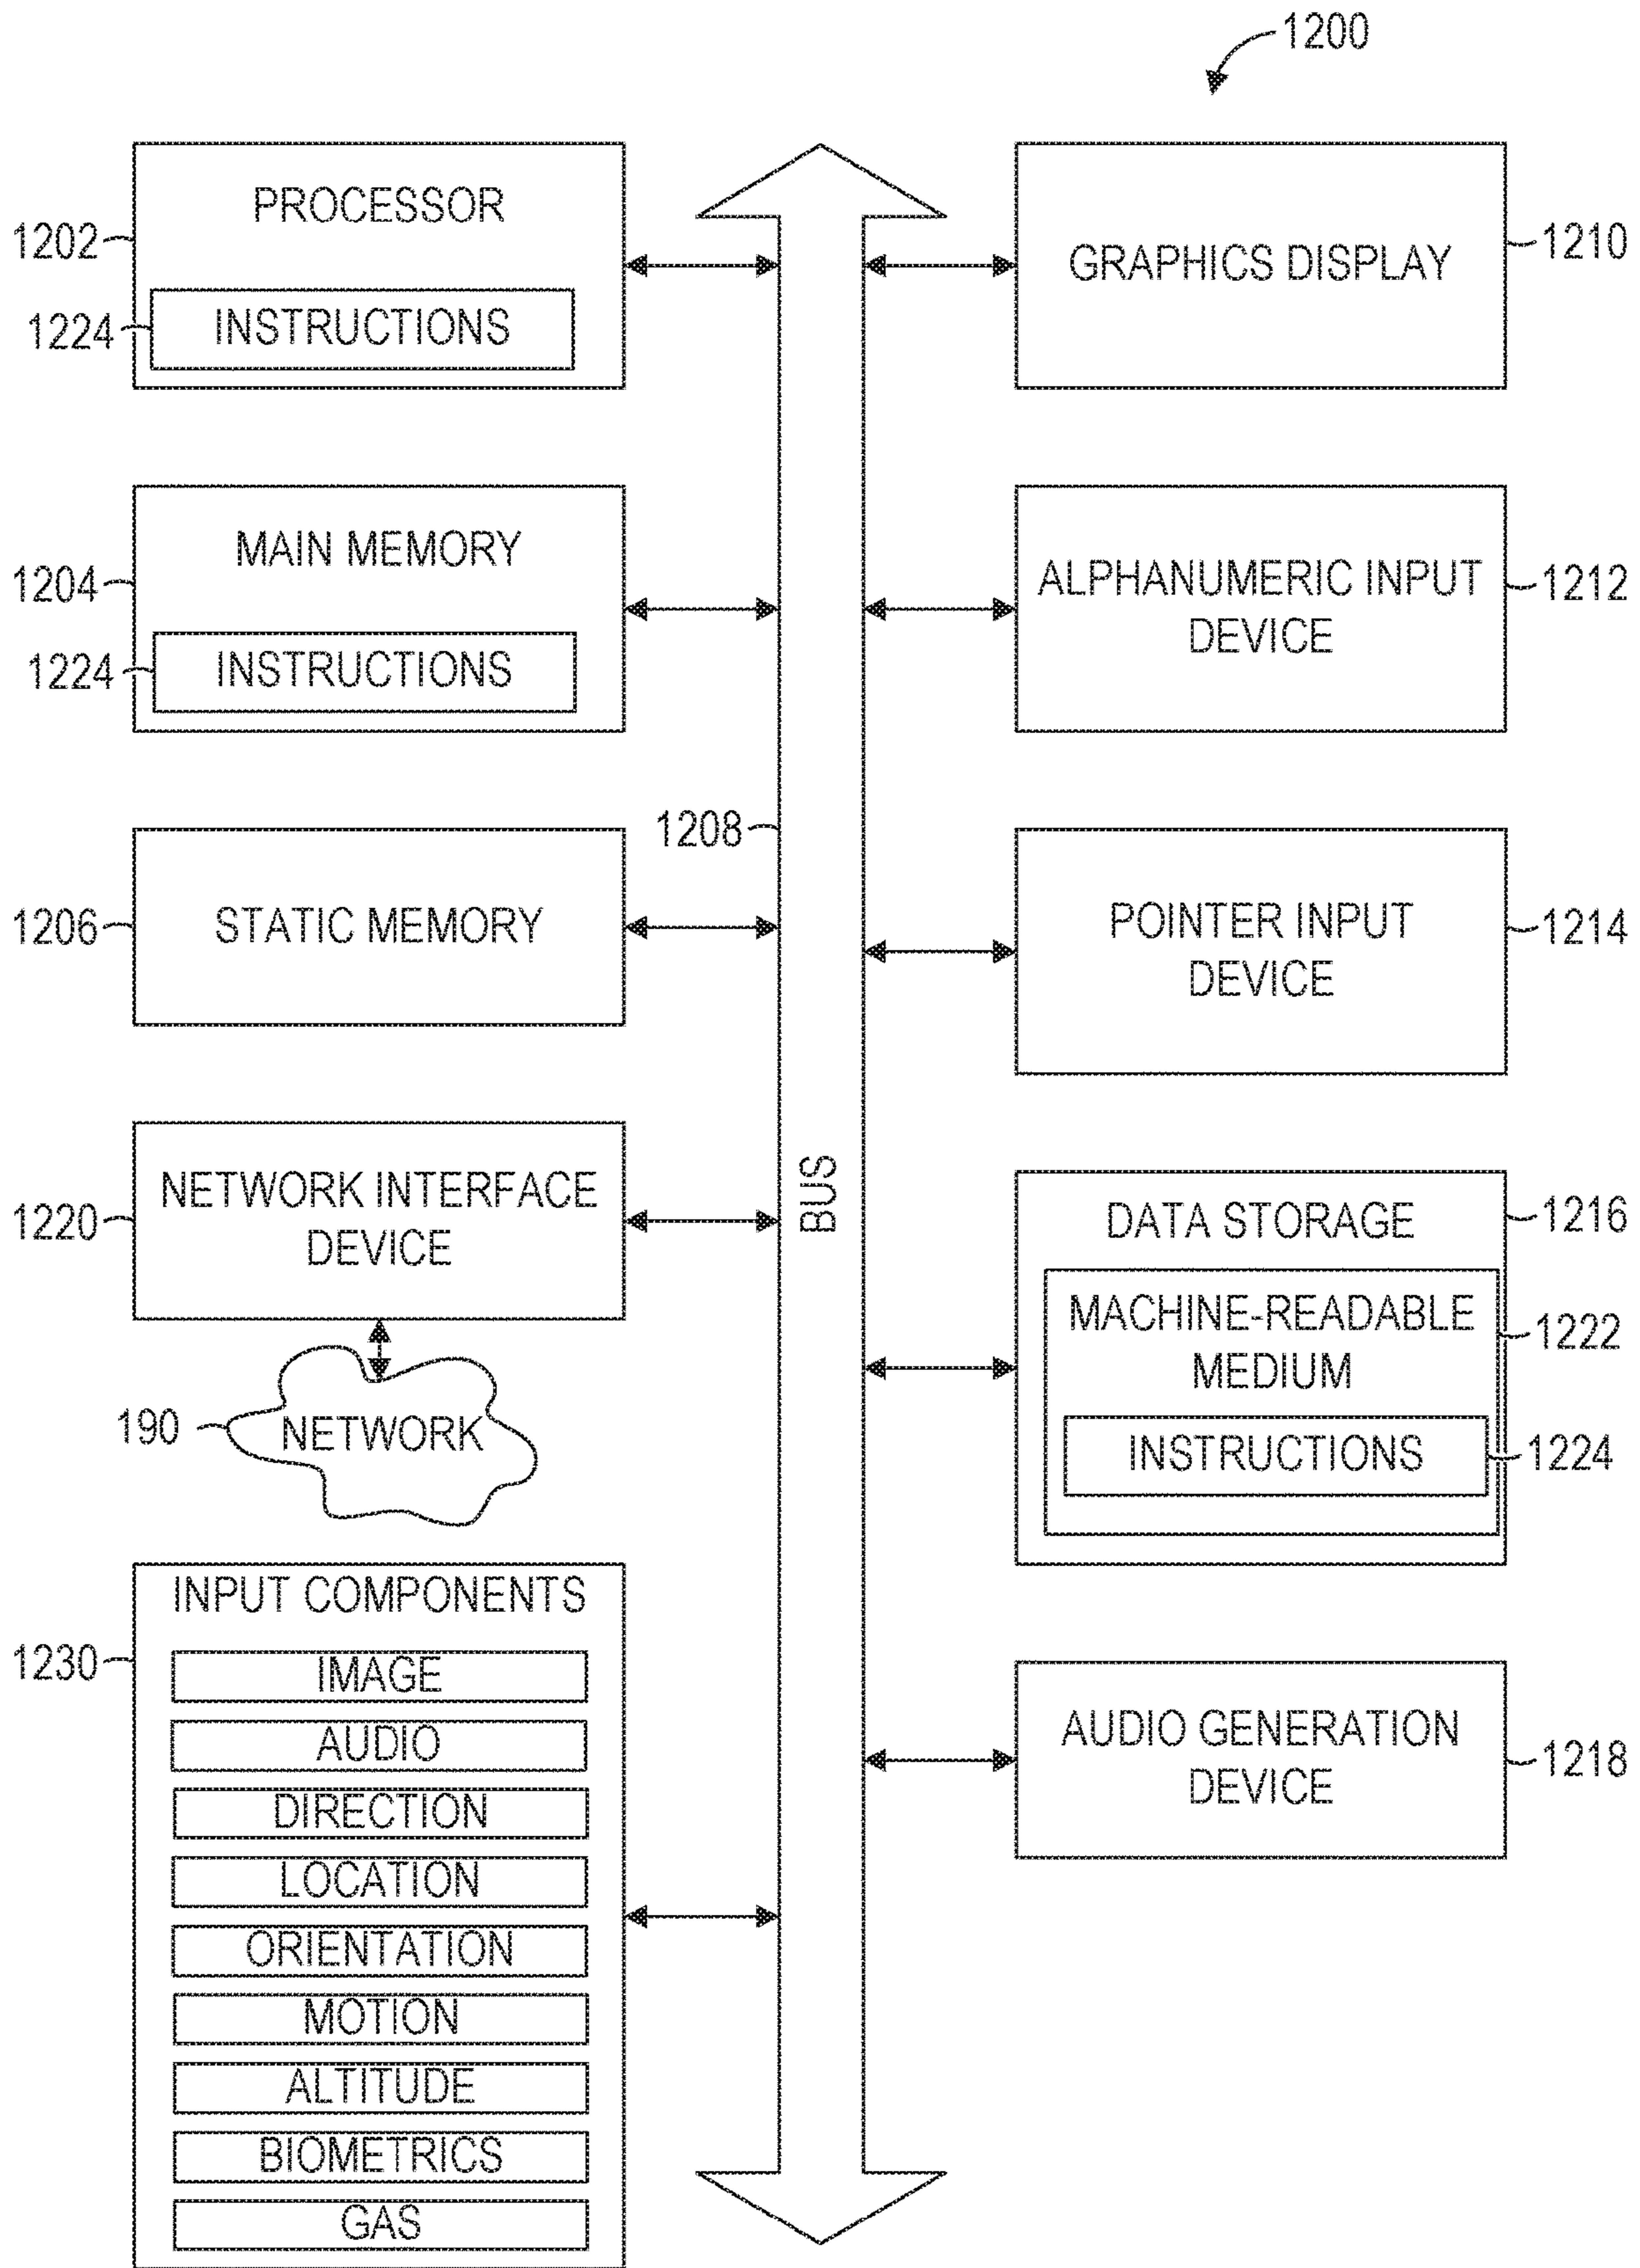 1200
PROCESSOR
1202
INSTRUCTIONS
1224
MAIN MEMORY
1204
INSTRUCTIONS
1224
STATIC MEMORY
1206
NETWORK INTERFACE
DEVICE
1220
NETWORK
190
INPUT COMPONENTS
1230
IMAGE
AUDIO
DIRECTION
LOCATION
ORIENTATION
MOTION
ALTITUDE
BIOMETRICS
GAS
1208
BUS
GRAPHICS DISPLAY
1210
ALPHANUMERIC INPUT
DEVICE
1212
POINTER INPUT
DEVICE
1214
DATA STORAGE
1216
MACHINE-READABLE
MEDIUM
1222
INSTRUCTIONS
1224
AUDIO GENERATION
DEVICE
1218